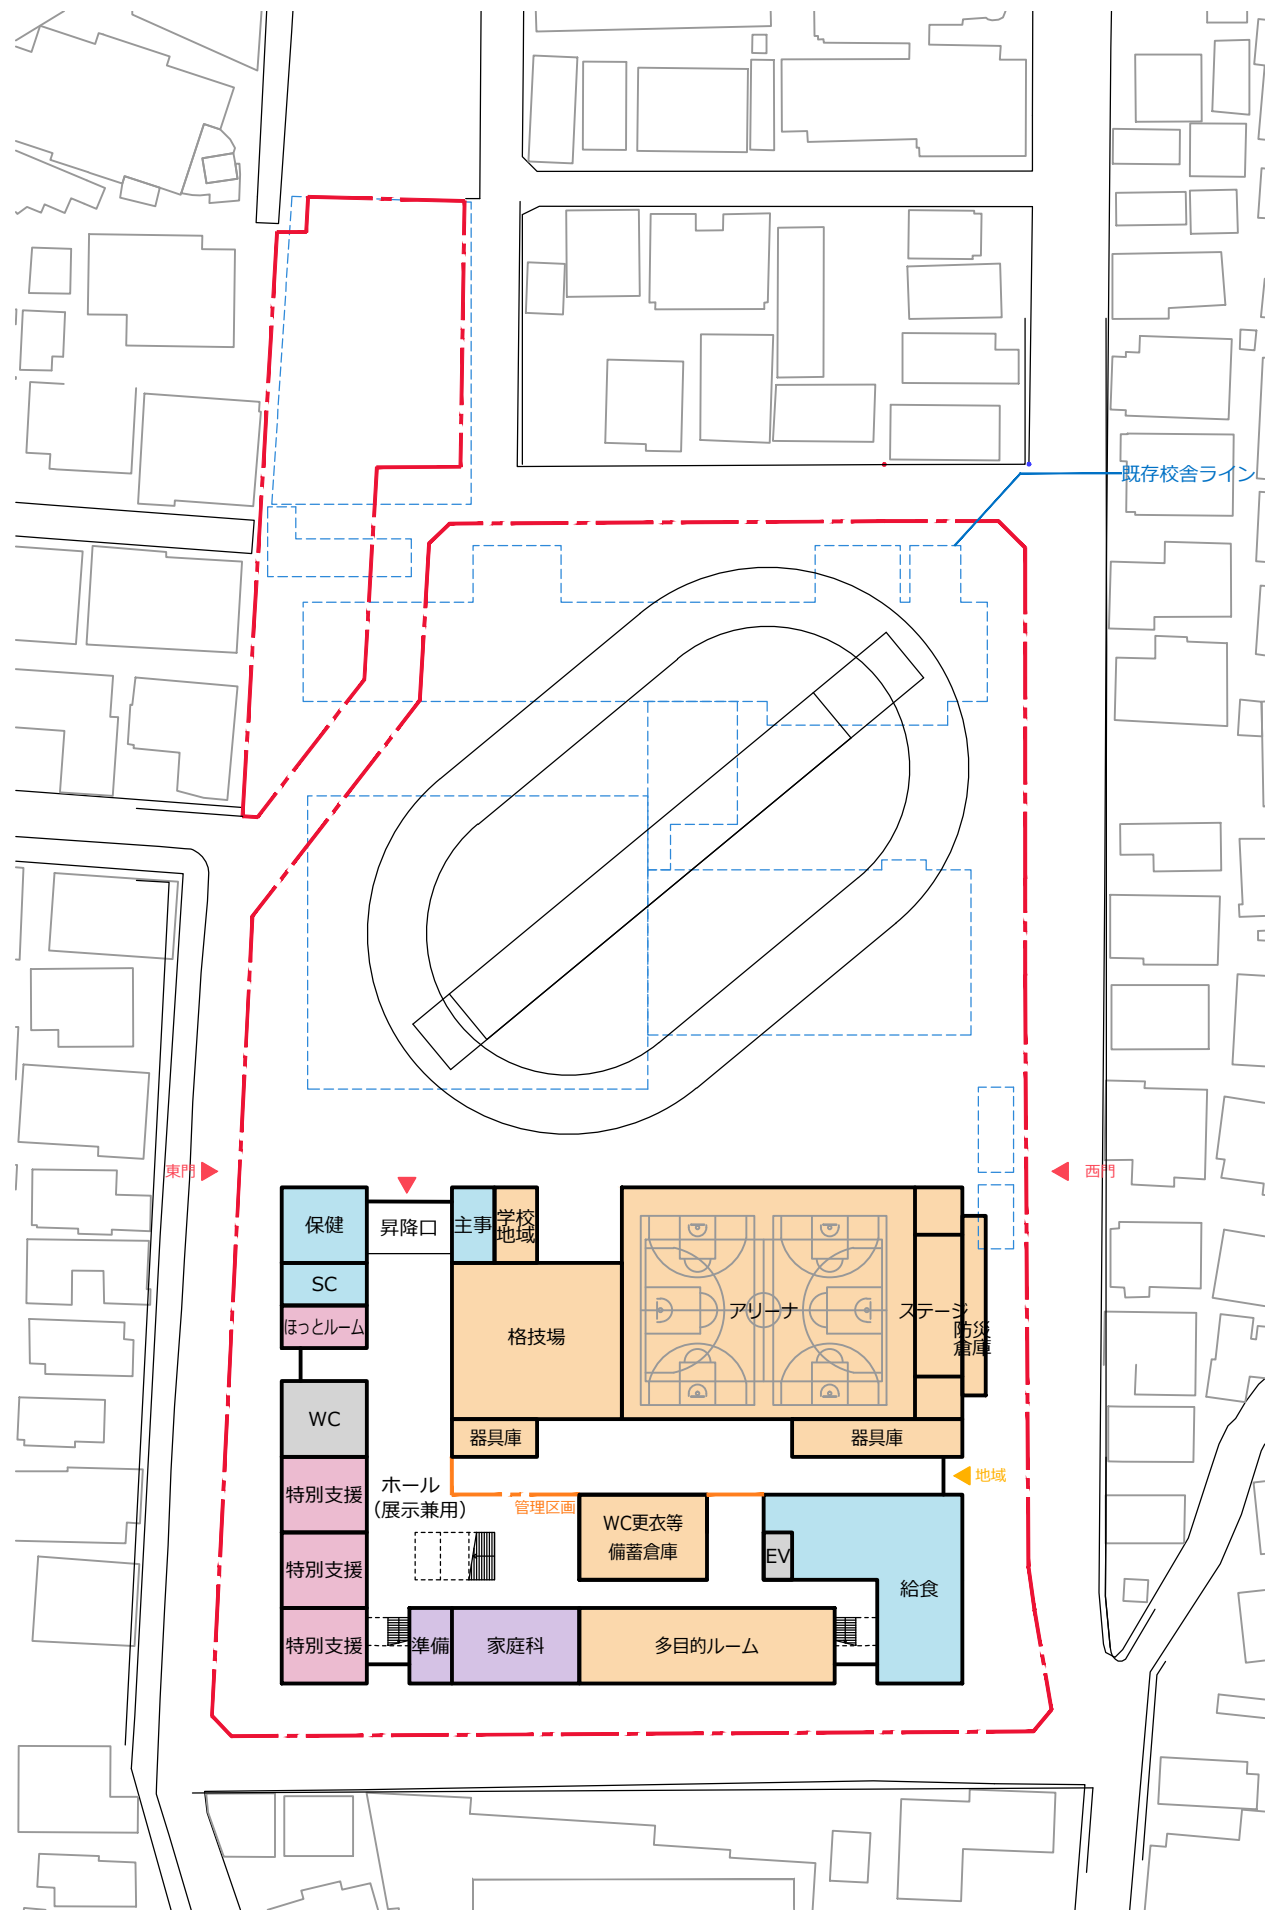 既存校舎ライン
東門
西門
保健
昇降口
主事
学校
地域
SC
ほっとルーム
格技場
アリーナ
ステージ
防災
倉庫
WC
器具庫
器具庫
特別支援
ホール
（展示兼用）
管理区画
地域
WC更衣等
備蓄倉庫
EV
特別支援
給食
特別支援
準備
家庭科
多目的ルーム